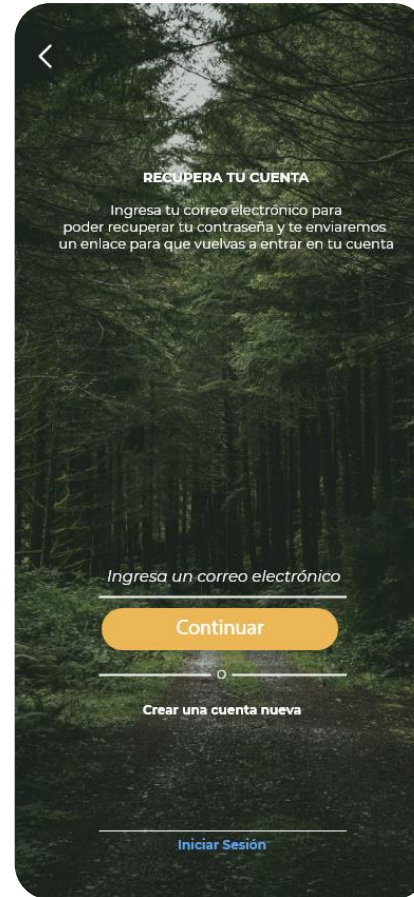 RECUPERA TU CUENTA
Ingresa tu correo electrónico para
poder recuperar tu contraseña y te enviaremos
un enlace para que vuelvas a entrar en tu cuenta
Ingresa un correo electrónico
Continuar
O
Crear una cuenta nueva
Iniciar Sesión